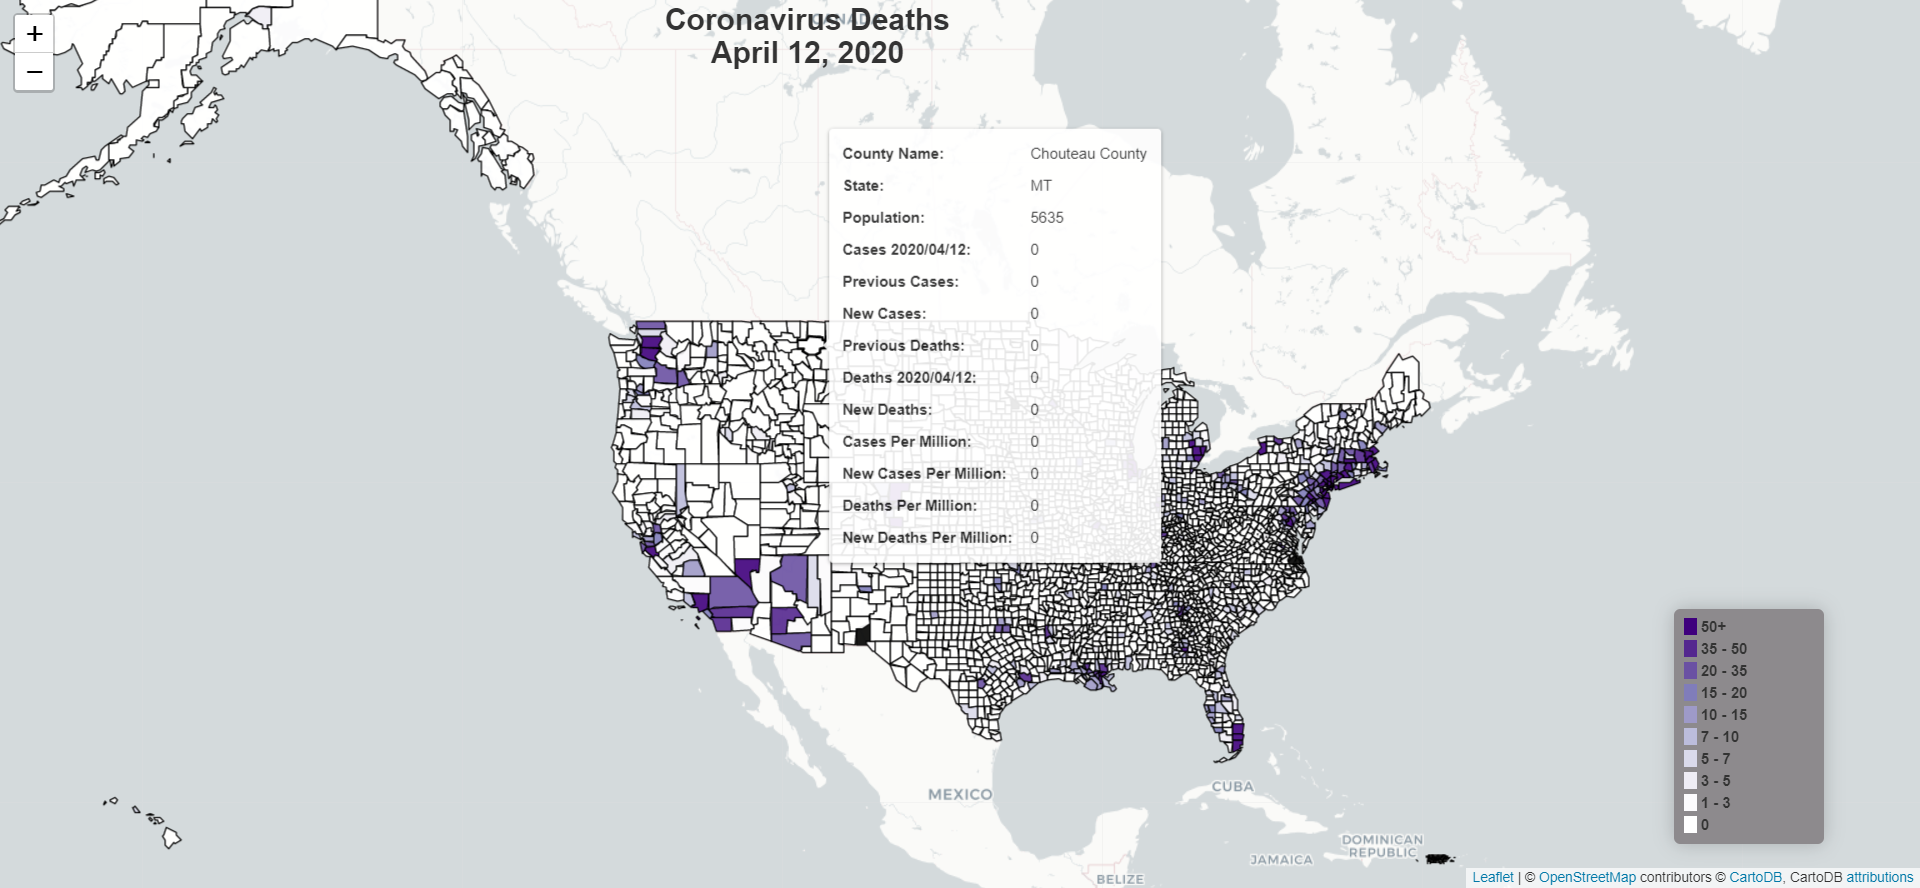 +
−
Coronavirus Deaths
April 12, 2020
CANADA
County Name: Chouteau County
State: MT
Population: 5635
Cases 2020/04/12: 0
Previous Cases: 0
New Cases: 0
Previous Deaths: 0
Deaths 2020/04/12: 0
New Deaths: 0
Cases Per Million: 0
New Cases Per Million: 0
Deaths Per Million: 0
New Deaths Per Million: 0
50+
35 - 50
20 - 35
15 - 20
10 - 15
7 - 10
5 - 7
3 - 5
1 - 3
0
MEXICO
CUBA
DOMINICAN
REPUBLIC
JAMAICA
BELIZE
Leaflet | © OpenStreetMap contributors © CartoDB, CartoDB attributions